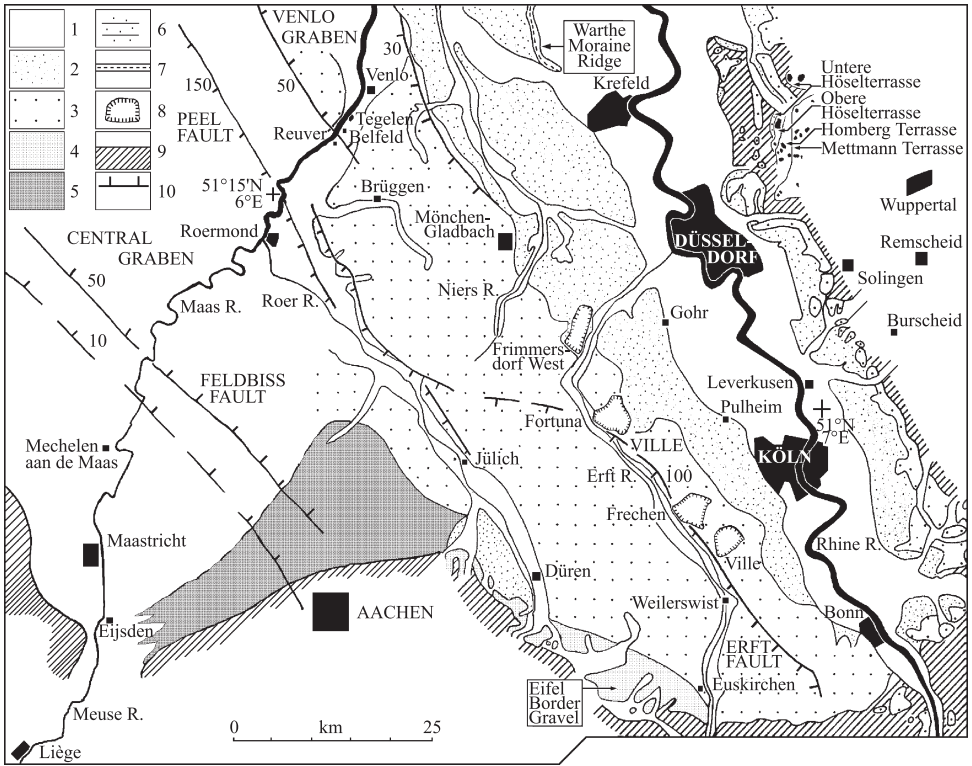 1
2
3
4
5
6
7
8
9
10
VENLO
GRABEN
30
50
150
PEEL
FAULT
Venlo
Tegelen
Reuver
Belfeld
51°15'N
6°E
Roermond
Brüggen
Mönchen-
Gladbach
Warthe
Moraine
Ridge
Krefeld
Untere
Höselterrasse
Obere
Höselterrasse
Homberg Terrasse
Mettmann Terrasse
Wuppertal
DÜSSEL-
DORF
Remscheid
Solingen
Burscheid
CENTRAL
GRABEN
50
10
Maas R.
Roer R.
Niers R.
Gohr
Frimmers-
dorf West
Leverkusen
Pulheim
51°N
7°E
FELDBISS
FAULT
Fortuna
VILLE
KÖLN
Mechelen
aan de Maas
Jülich
Erft R.
100
Frechen
Maastricht
Ville
Rhine R.
Düren
AACHEN
Weilerswist
Bonn
Eijsden
ERFT
FAULT
Euskirchen
Eifel
Border
Gravel
Meuse R.
0 km 25
Liège